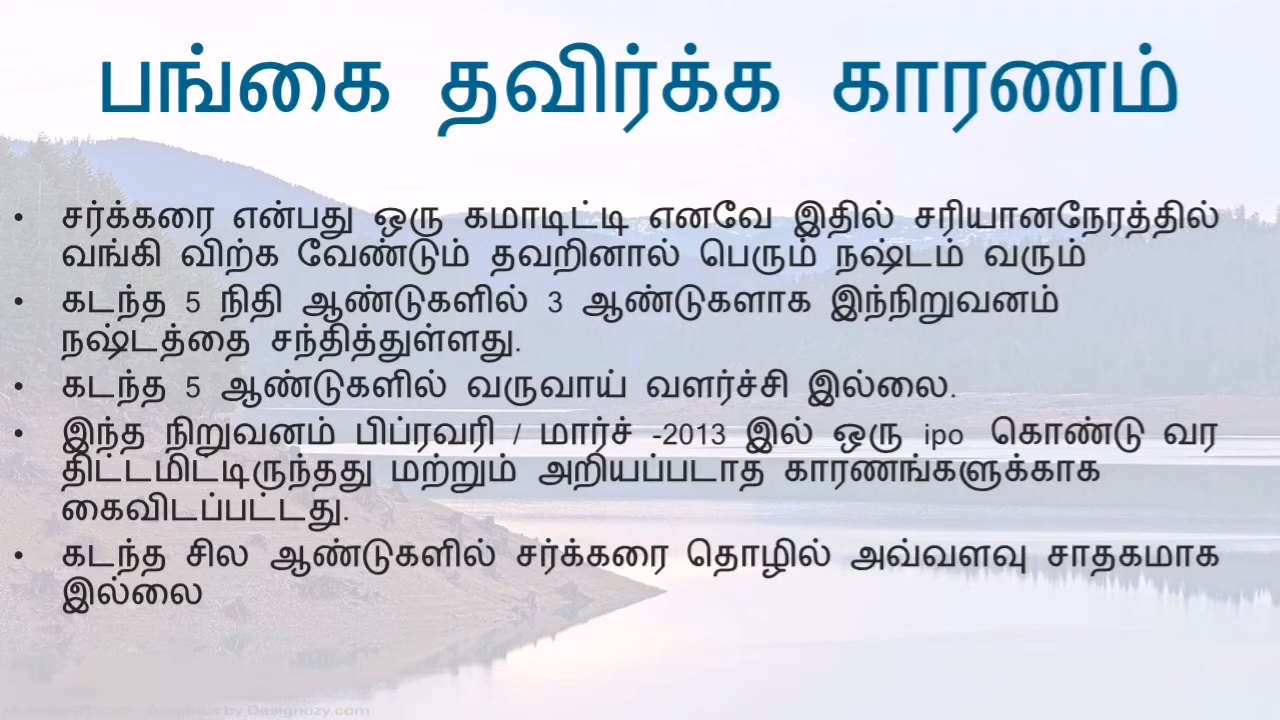 பங்கை தவிர்க்க காரணம்
• சர்க்கரை என்பது ஒரு கமாடிட்டி எனவே இதில் சரியானநேரத்தில்
வங்கி விற்க வேண்டும் தவறினால் பெரும் நஷ்டம் வரும்
• கடந்த 5 நிதி ஆண்டுகளில் 3 ஆண்டுகளாக இந்நிறுவனம்
நஷ்டத்தை சந்தித்துள்ளது.
• கடந்த 5 ஆண்டுகளில் வருவாய் வளர்ச்சி இல்லை.
• இந்த நிறுவனம் பிப்ரவரி / மார்ச் -2013 இல் ஒரு ipo கொண்டு வர
திட்டமிட்டிருந்தது மற்றும் அறியப்படாத காரணங்களுக்காக
கைவிடப்பட்டது.
• கடந்த சில ஆண்டுகளில் சர்க்கரை தொழில் அவ்வளவு சாதகமாக
இல்லை
by Designozy.com